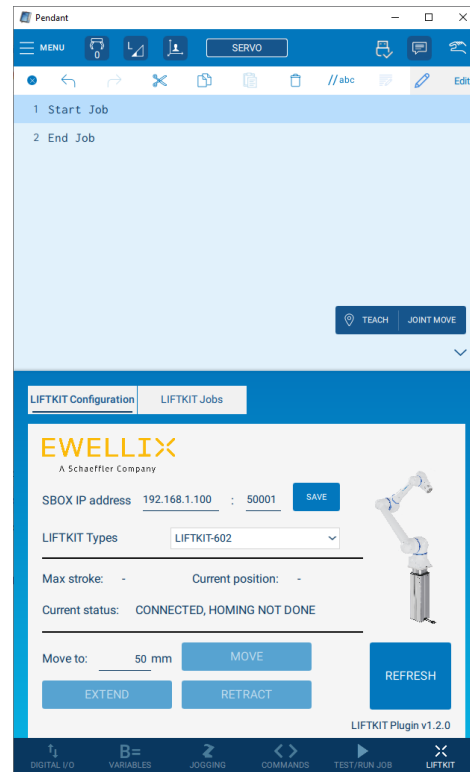 Pendant
MENU 0 SERVO
// abc Edit
1 Start Job
2 End Job
TEACH JOINT MOVE
LIFTKIT Configuration LIFTKIT Jobs
EWELLIX
A Schaeffler Company
SBOX IP address 192.168.1.100 : 50001 SAVE
LIFTKIT Types LIFTKIT-602
Max stroke: - Current position: -
Current status: CONNECTED, HOMING NOT DONE
Move to: 50 mm MOVE
EXTEND RETRACT REFRESH
LIFTKIT Plugin v1.2.0
DIGITAL I/O B= VARIABLES JOGGING COMMANDS TEST/RUN JOB LIFTKIT